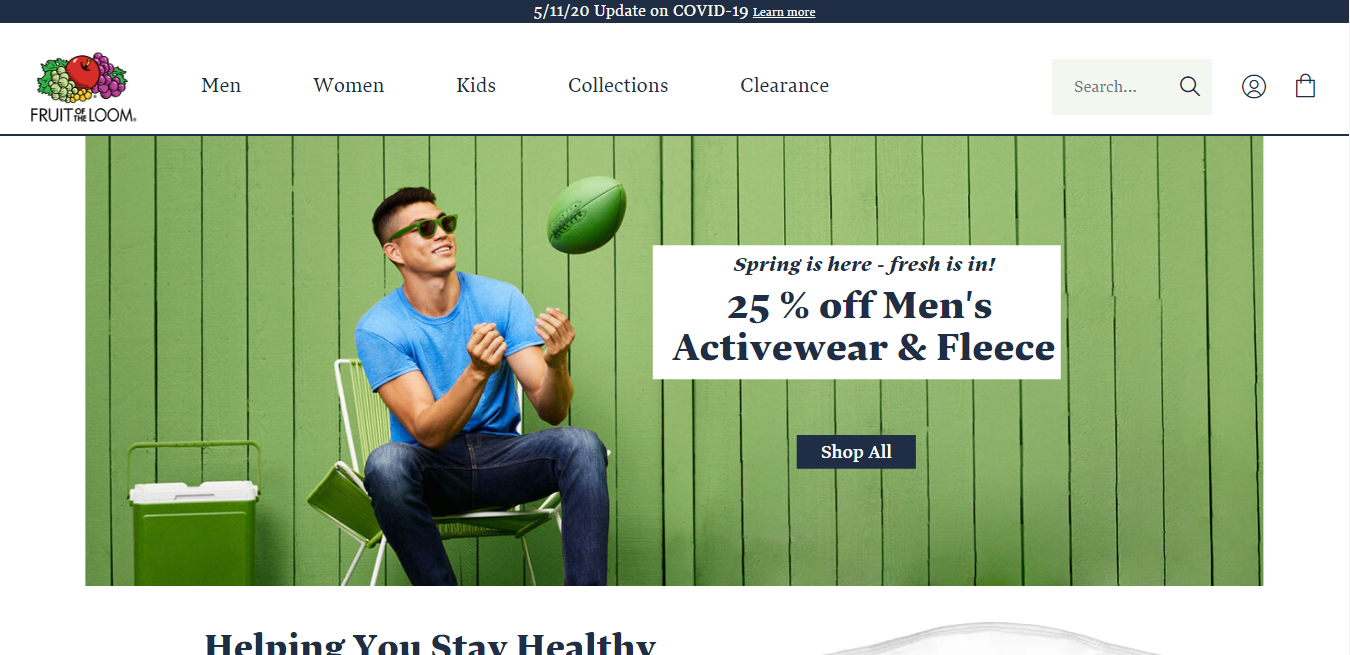 5/11/20 Update on COVID-19 Learn more
FRUIT OF THE LOOM®
Men Women Kids Collections Clearance
Search...
Spring is here - fresh is in!
25 % off Men's
Activewear & Fleece
Shop All
Helping You Stay Healthy